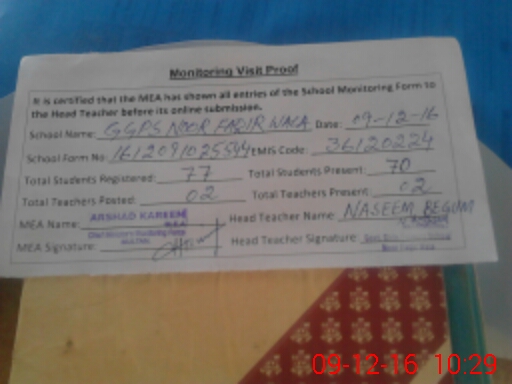 Monitoring Visit Proof
It is certified that the MEA has shown all entries of the School Monitoring Form to
the Head Teacher before its online submission.
School Name: GGPS NOOR FAQIR WALA Date: 09-12-16
School Form No EMIS Code: 36120224
Total Students Registered: 77 Total Students Present: 70
Total Teachers Posted: 02 Total Teachers Present: 02
MEA Name: ARSHAD KAREEM Head Teacher Name: NASEEM BEGUM
MEA Signature: Head Teacher Signature:
09-12-16 10:29